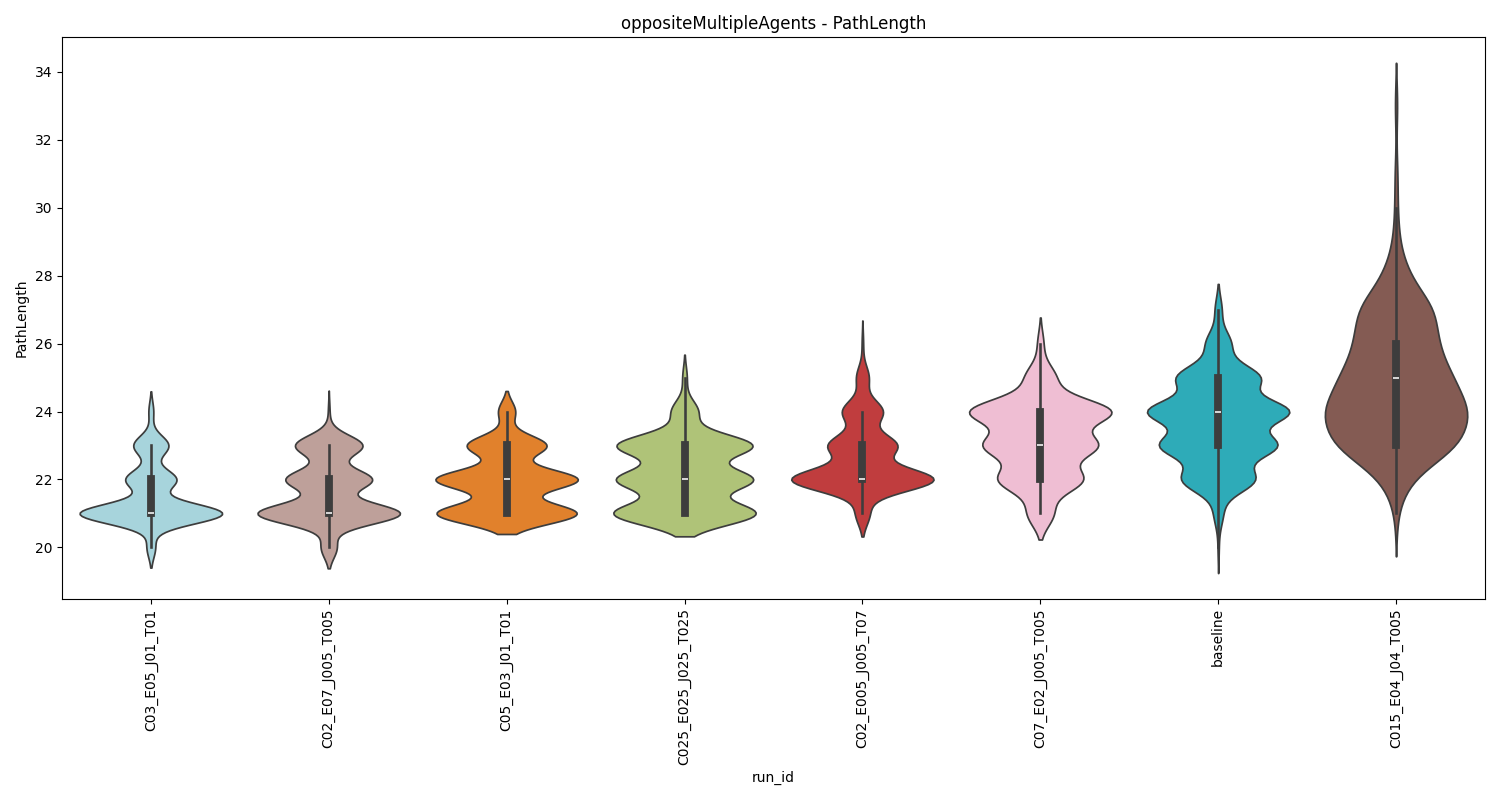 oppositeMultipleAgents - PathLength
PathLength
34
32
30
28
26
24
22
20
C03_E05_J01_T01
C02_E07_J005_T005
C05_E03_J01_T01
C025_E025_J025_T025
C02_E005_J005_T07
C07_E02_J005_T005
baseline
C015_E04_J04_T005
run_id